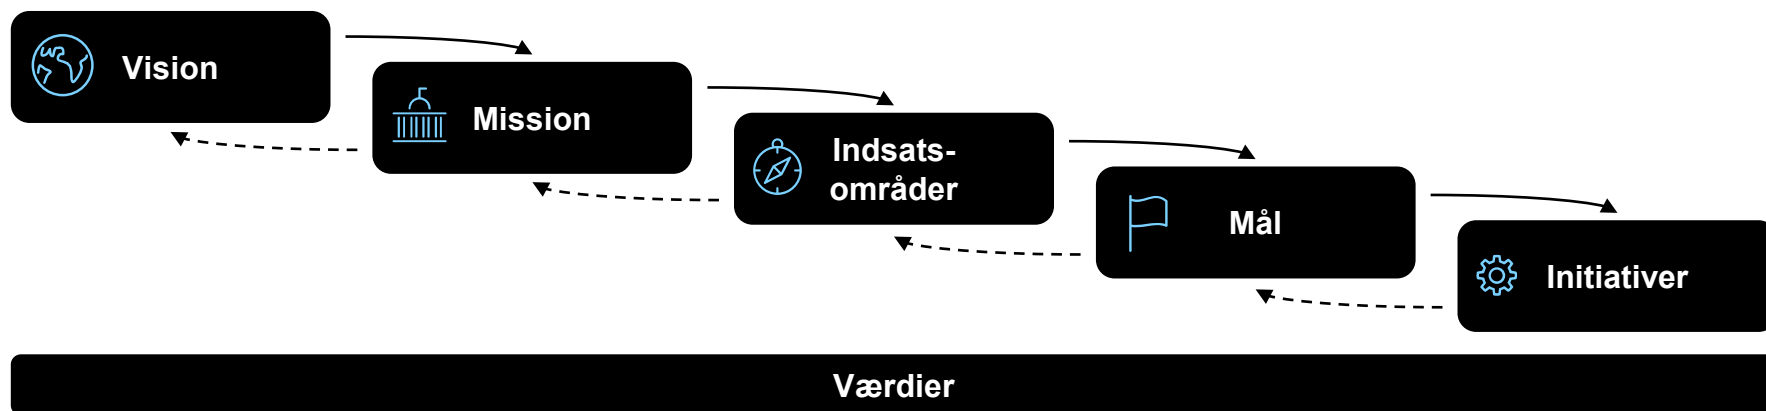 Vision
Mission
Indsats-
områder
Mål
Initiativer
Værdier